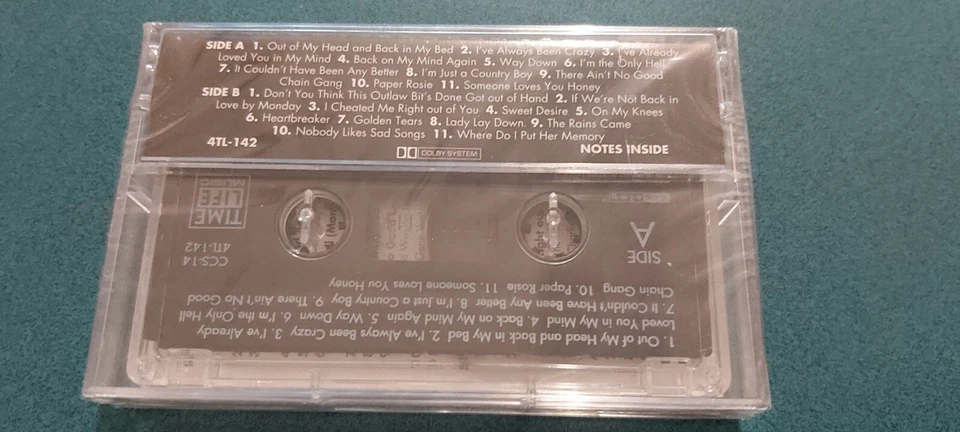 SIDE A 1. Out of My Head and Back in My Bed 2. I've Always Been Crazy 3. I've Already
Loved You in My Mind 4. Back on My Mind Again 5. Way Down 6. I'm the Only Hell
7. It Couldn't Have Been Any Better 8. I'm Just a Country Boy 9. There Ain't No Good
Chain Gang 10. Paper Rosie 11. Someone Loves You Honey
SIDE B 1. Don't You Think This Outlaw Bit's Done Got out of Hand 2. If We're Not Back in
Love by Monday 3. I Cheated Me Right out of You 4. Sweet Desire 5. On My Knees
6. Heartbreaker 7. Golden Tears 8. Lady Lay Down 9. The Rains Came
10. Nobody Likes Sad Songs 11. Where Do I Put Her Memory
4TL-142
DOLBY SYSTEM
NOTES INSIDE
TIME
LIFE
MUSIC
CCS-14
4TL-142
SIDE
A
1. Out of My Head and Back in My Bed 2. I've Always Been Crazy 3. I've Already
Loved You in My Mind 4. Back on My Mind Again 5. Way Down 6. I'm the Only Hell
7. It Couldn't Have Been Any Better 8. I'm Just a Country Boy 9. There Ain't No Good
Chain Gang 10. Paper Rosie 11. Someone Loves You Honey